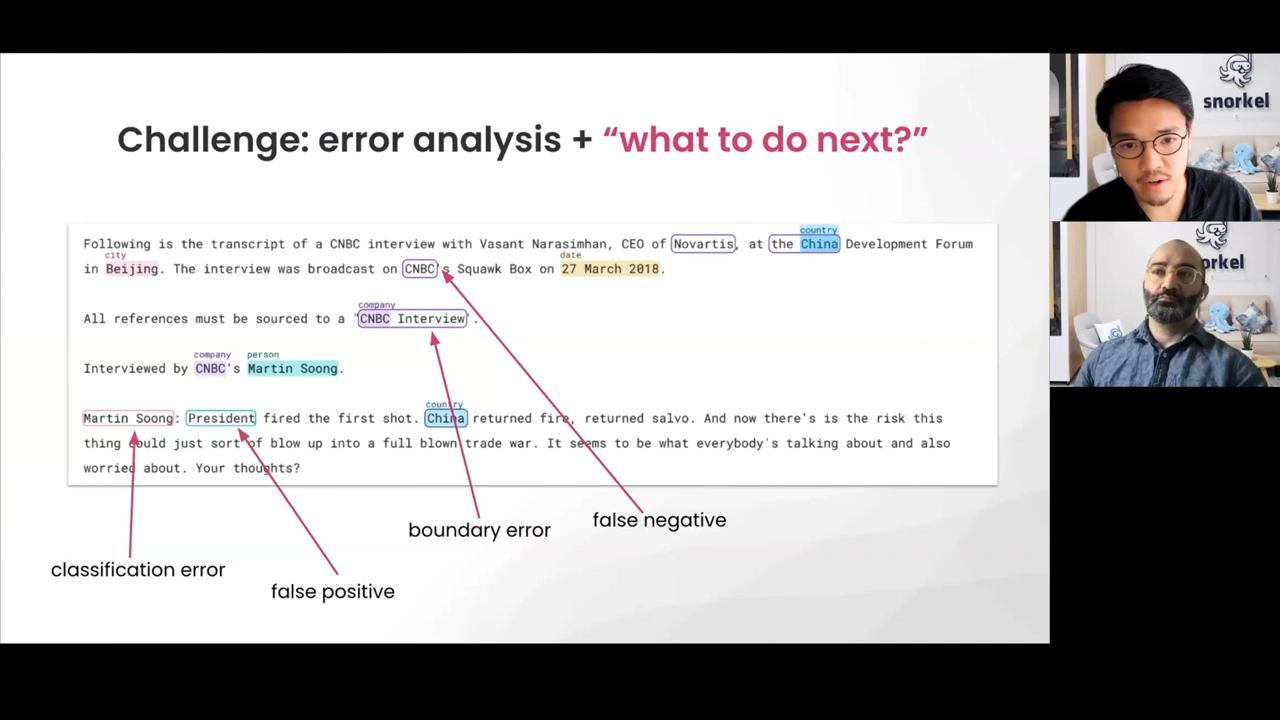 Challenge: error analysis + “what to do next?”
country
Following is the transcript of a CNBC interview with Vasant Narasimhan, CEO of Novartis, at the China Development Forum
city
date
in Beijing. The interview was broadcast on CNBC's Squawk Box on 27 March 2018.
company
All references must be sourced to a "CNBC Interview".
company person
Interviewed by CNBC's Martin Soong.
country
Martin Soong: President fired the first shot. China returned fire, returned salvo. And now there's is the risk this
thing could just sort of blow up into a full blown trade war. It seems to be what everybody's talking about and also
worried about. Your thoughts?
false negative
boundary error
classification error
false positive
snorkel
snorkel